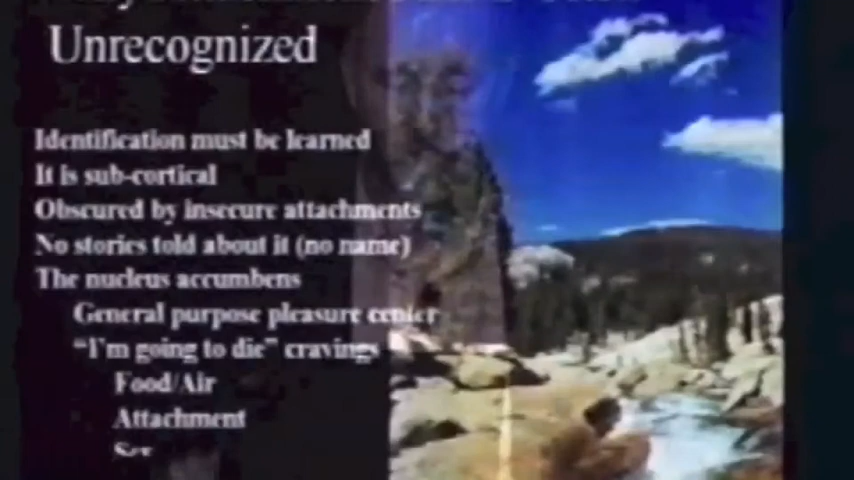 Unrecognized
Identification must be learned
It is sub-cortical
Obscured by insecure attachments
No stories told about it (no name)
The nucleus accumbens
General purpose pleasure center
“I’m going to die” cravings
Food/Air
Attachment